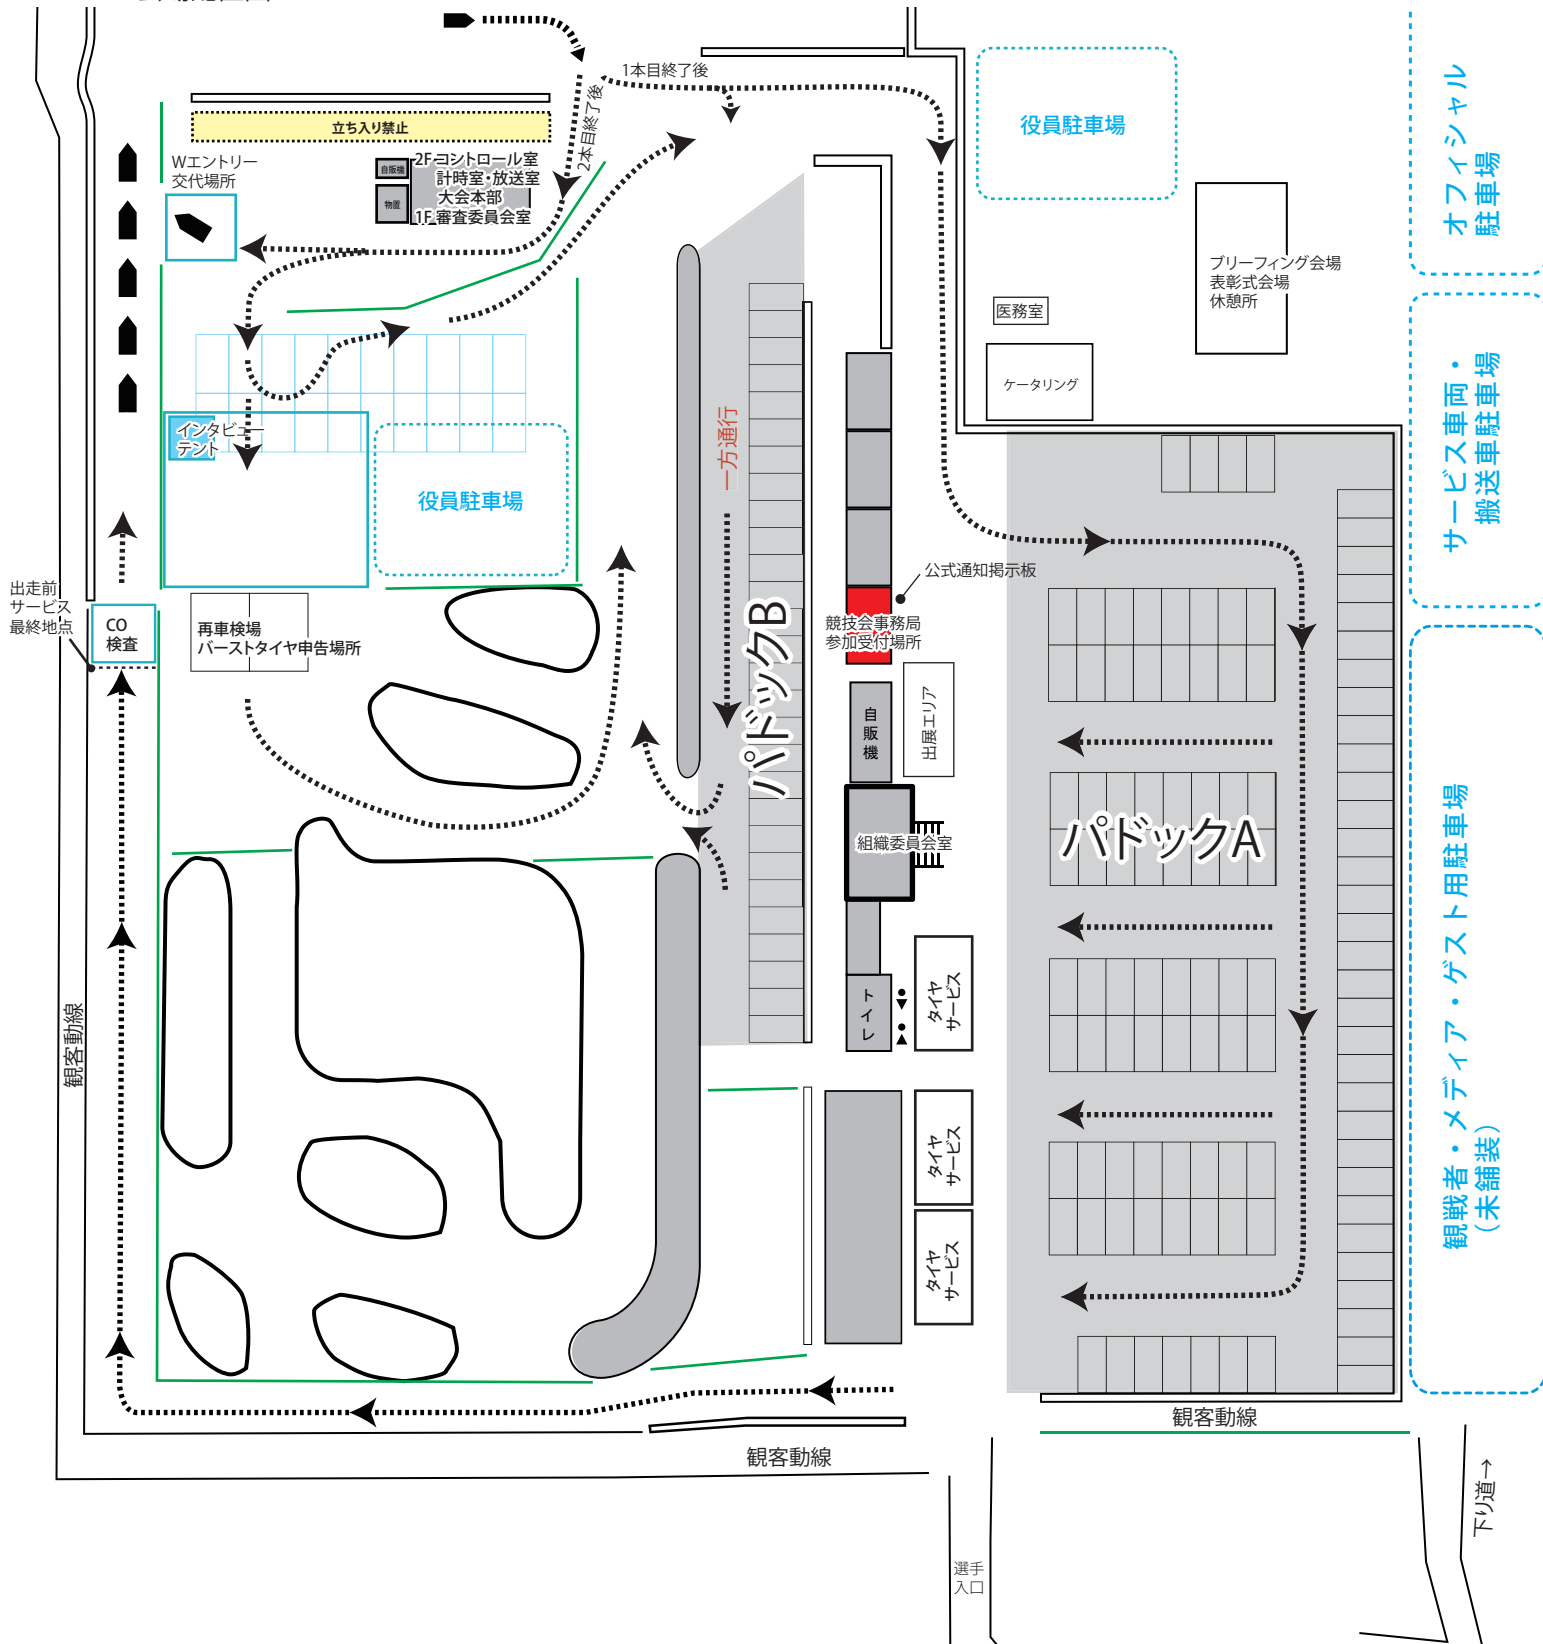 1本目終了後
2本目終了後
立ち入り禁止
Wエントリー
交代場所
自販機
物置
2F コントロール室
計時室・放送室
大会本部
1F 審査委員会室
役員駐車場
オフィシャル
駐車場
ブリーフィング会場
表彰式会場
休憩所
医務室
ケータリング
サービス車両・
搬送車駐車場
一方通行
インタビュー
テント
役員駐車場
出走前
サービス
最終地点
CO
検査
再車検場
バーストタイヤ申告場所
公式通知掲示板
競技会事務局
参加受付場所
パドックB
自販機
出展エリア
組織委員会室
パドックA
観戦者・メディア・ゲスト用駐車場
（未舗装）
トイレ
タイヤ
サービス
タイヤ
サービス
タイヤ
サービス
観客動線
観客動線
観客動線
選手
入口
下り道→